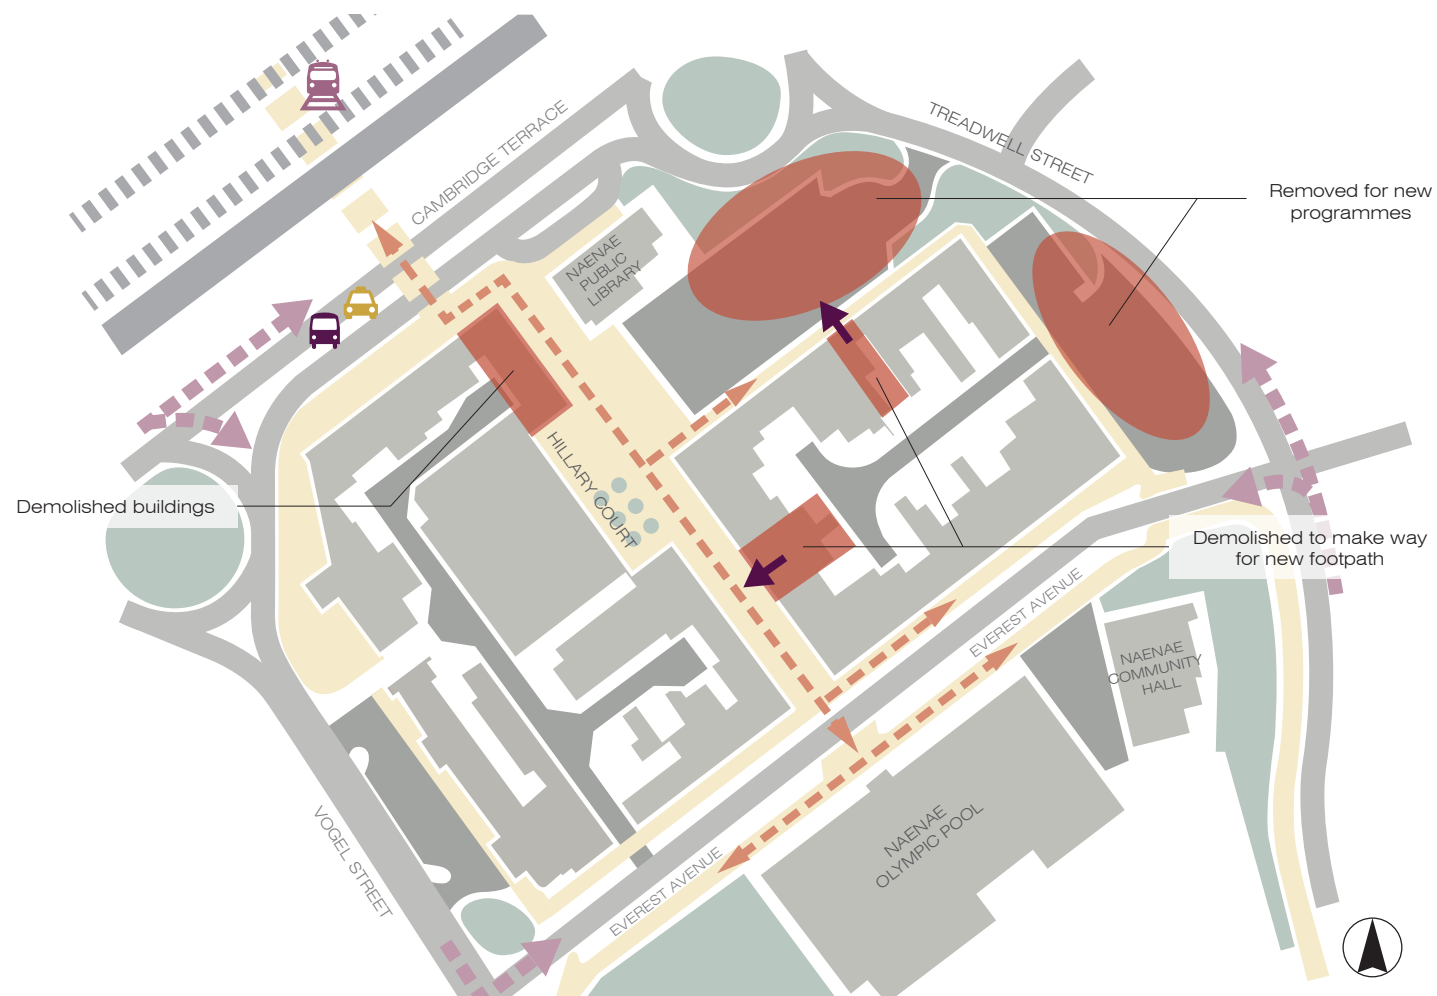 CAMBRIDGE TERRACE
TREADWELL STREET
Removed for new
programmes
NAENAE
PUBLIC
LIBRARY
HILLARY COURT
Demolished buildings
Demolished to make way
for new footpath
EVEREST AVENUE
NAENAE
COMMUNITY
HALL
VOGEL STREET
NAENAE
OLYMPIC POOL
EVEREST AVENUE